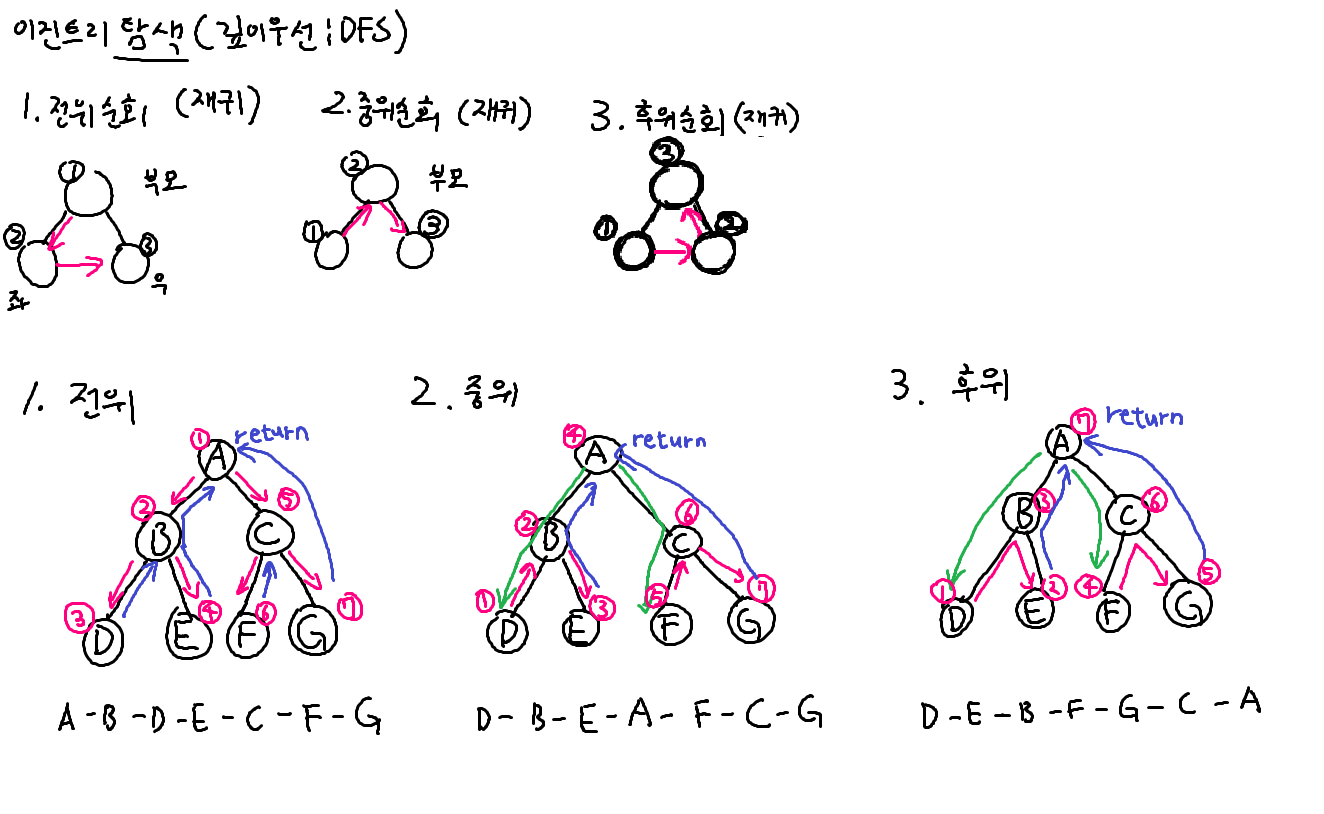 이진트리 탐색 (깊이우선 : DFS)
1. 전위순회 (재귀)
2. 중위순회 (재귀)
3. 후위순회 (재귀)
① 부모
② ③
좌 우
② 부모
① ③
③
① ②
1. 전위
① A return
② B C ⑤
③ D E ④ F ⑥ G ⑦
A - B - D - E - C - F - G
2. 중위
④ A return
② B C ⑥
① D E ③ ⑤ F G ⑦
D - B - E - A - F - C - G
3. 후위
A ⑦ return
B ③ C ⑥
① D E ② ④ F G ⑤
D - E - B - F - G - C - A